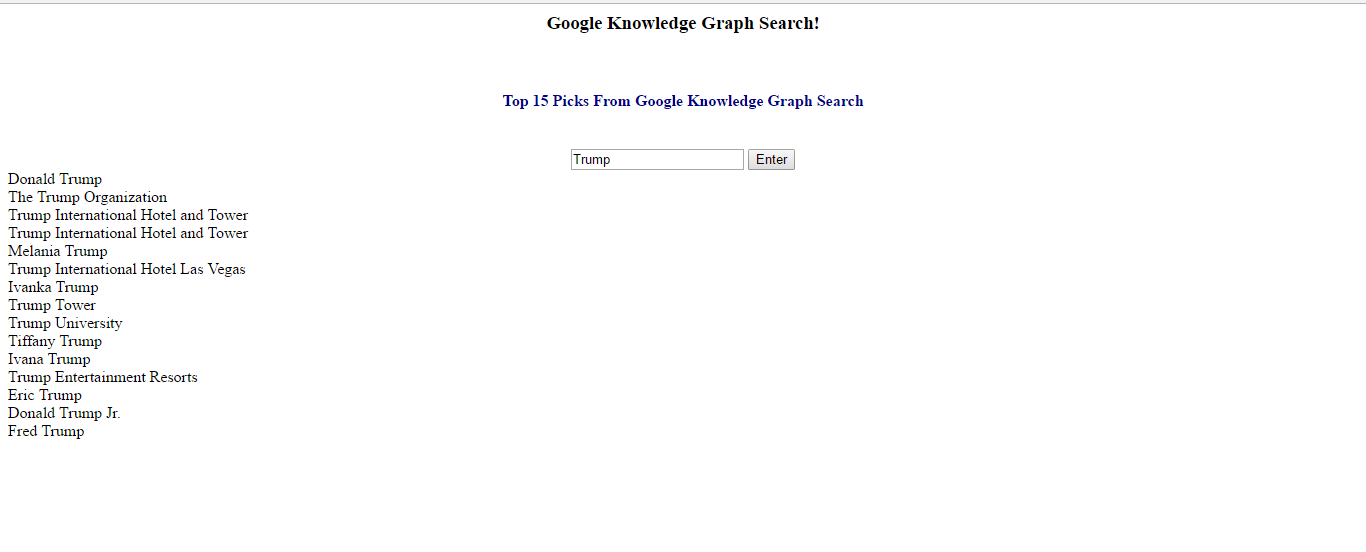 Google Knowledge Graph Search!
Top 15 Picks From Google Knowledge Graph Search
Trump Enter
Donald Trump
The Trump Organization
Trump International Hotel and Tower
Trump International Hotel and Tower
Melania Trump
Trump International Hotel Las Vegas
Ivanka Trump
Trump Tower
Trump University
Tiffany Trump
Ivana Trump
Trump Entertainment Resorts
Eric Trump
Donald Trump Jr.
Fred Trump